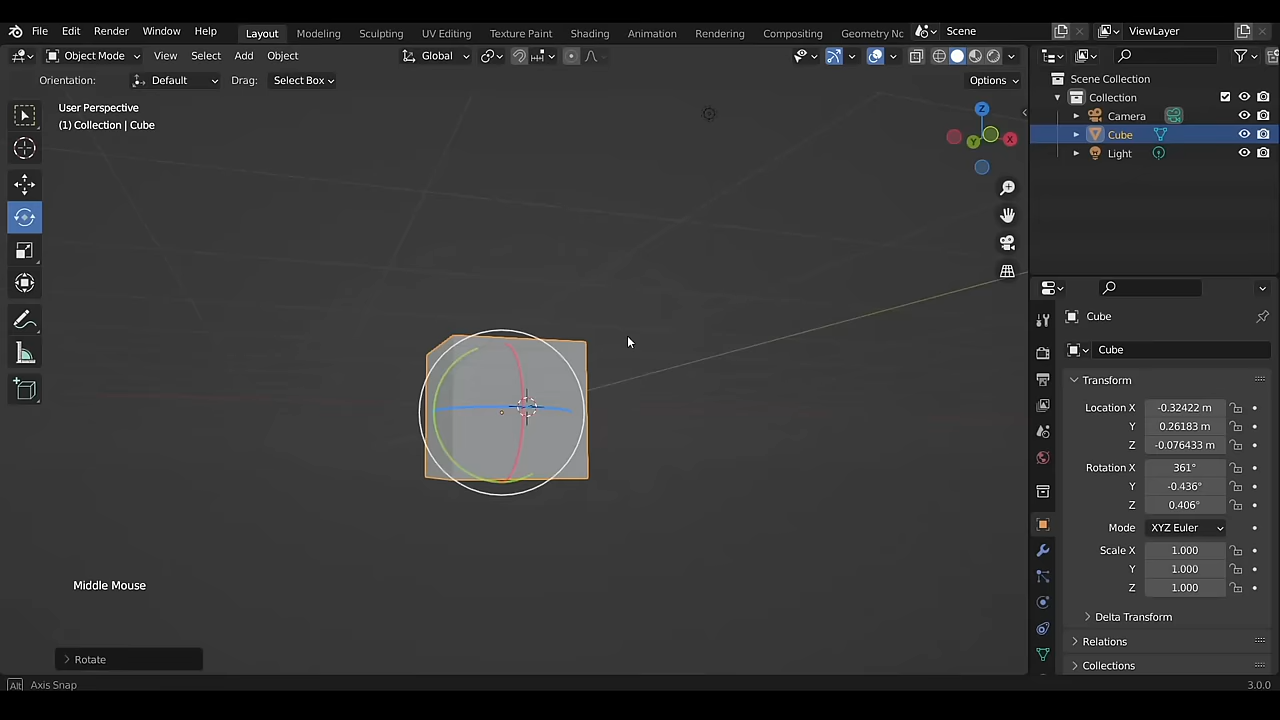 File Edit Render Window Help Layout Modeling Sculpting UV Editing Texture Paint Shading Animation Rendering Compositing Geometry No Scene ViewLayer
Object Mode View Select Add Object Global
Orientation: Default Drag: Select Box Options
User Perspective
(1) Collection | Cube
Z
Y
X
Scene Collection
Collection
Camera
Cube
Light
Cube
Cube
Transform
Location X -0.32422 m
Y 0.26183 m
Z -0.076433 m
Rotation X 361°
Y -0.436°
Z 0.406°
Mode XYZ Euler
Scale X 1.000
Y 1.000
Z 1.000
Delta Transform
Relations
Collections
Middle Mouse
Rotate
Alt Axis Snap 3.0.0